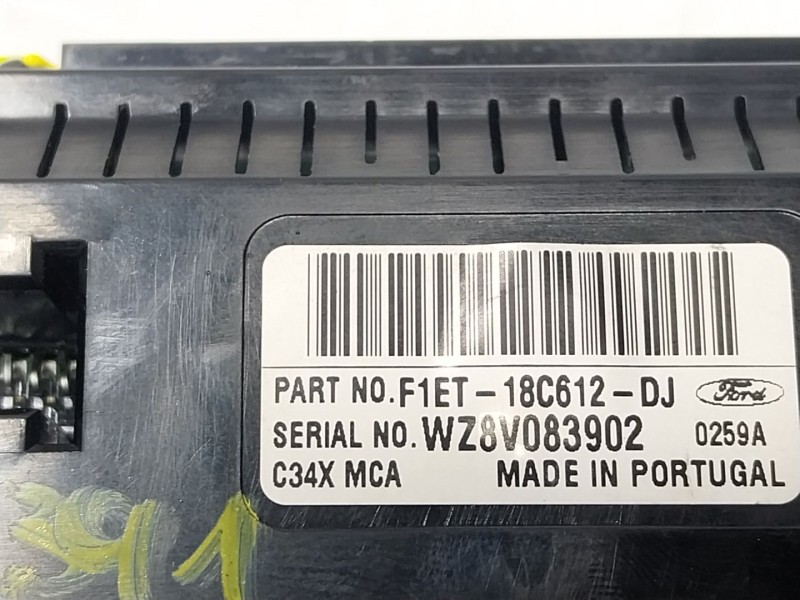 PART NO. F1ET-18C612-DJ Ford
SERIAL NO. WZ8V083902 0259A
C34X MCA MADE IN PORTUGAL